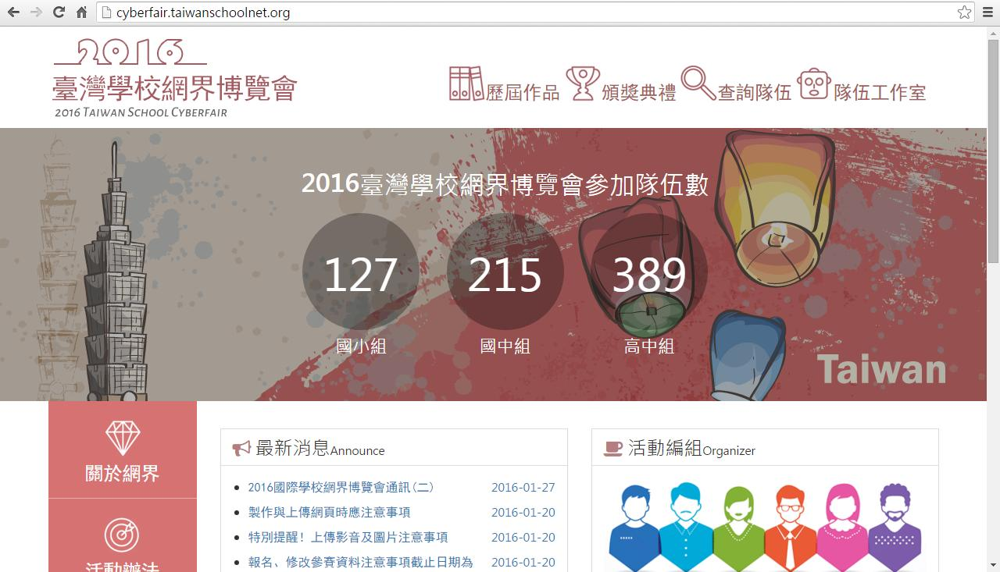 cyberfair.taiwanschoolnet.org
2016
臺灣學校網界博覽會
2016 Taiwan School Cyberfair
歷屆作品 頒獎典禮 查詢隊伍 隊伍工作室
2016臺灣學校網界博覽會參加隊伍數
127 215 389
國小組 國中組 高中組
Taiwan
關於網界
活動辦法
最新消息Announce
2016國際學校網界博覽會通訊(二) 2016-01-27
製作與上傳網頁時應注意事項 2016-01-20
特別提醒！上傳影音及圖片注意事項 2016-01-20
報名、修改參賽資料注意事項截止日期為 2016-01-20
活動編組Organizer